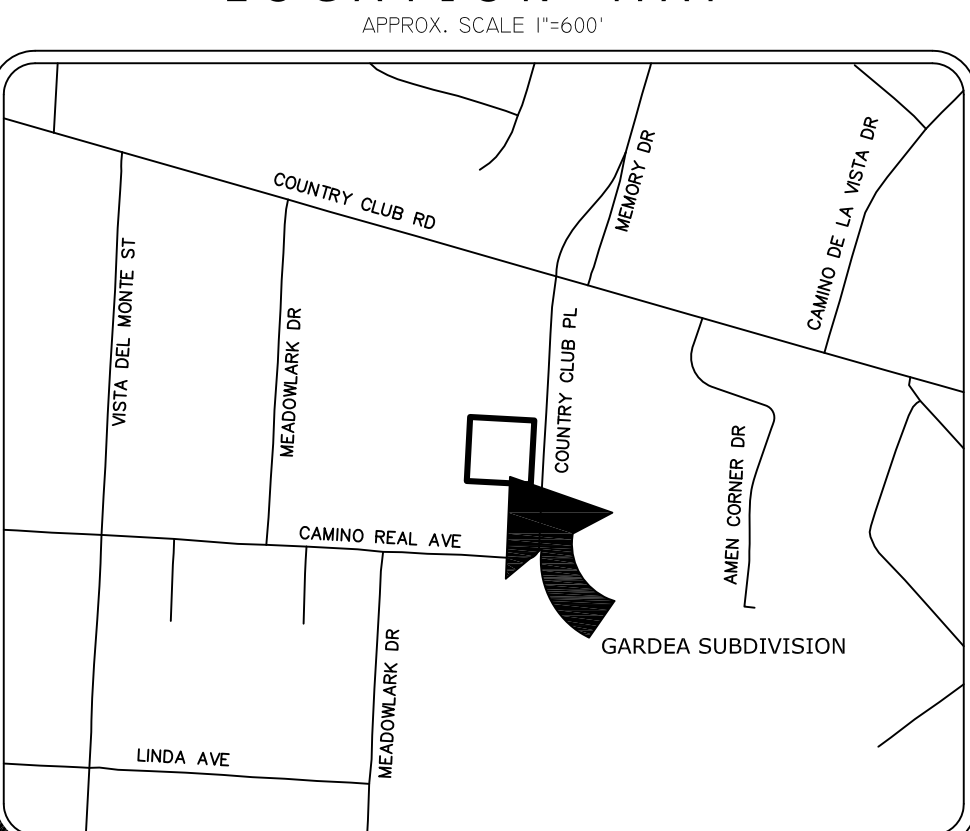 APPROX. SCALE 1"=600'
COUNTRY CLUB RD
MEMORY DR
CAMINO DE LA VISTA DR
VISTA DEL MONTE ST
MEADOWLARK DR
COUNTRY CLUB PL
AMEN CORNER DR
CAMINO REAL AVE
GARDEA SUBDIVISION
MEADOWLARK DR
LINDA AVE